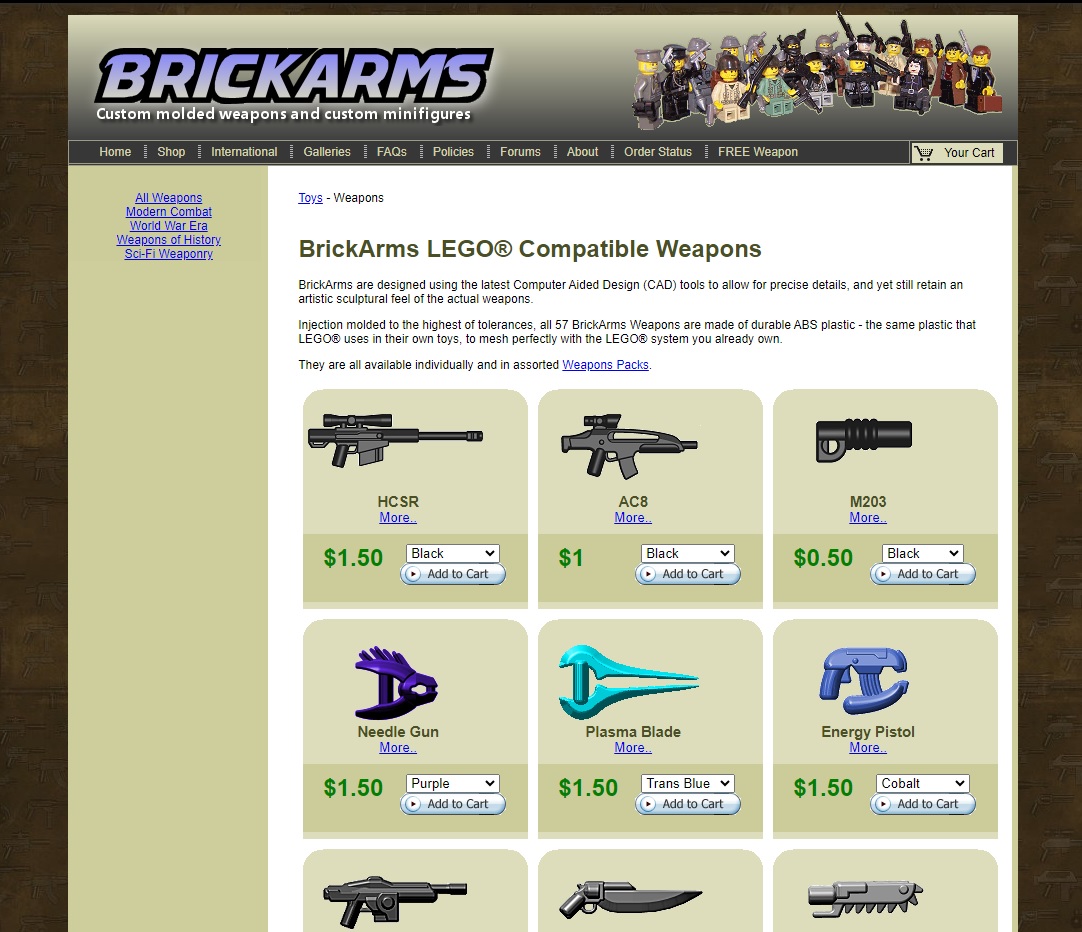 BRICKARMS
Custom molded weapons and custom minifigures
Home Shop International Galleries FAQs Policies Forums About Order Status FREE Weapon Your Cart
All Weapons
Modern Combat
World War Era
Weapons of History
Sci-Fi Weaponry
Toys - Weapons
BrickArms LEGO® Compatible Weapons
BrickArms are designed using the latest Computer Aided Design (CAD) tools to allow for precise details, and yet still retain an
artistic sculptural feel of the actual weapons.
Injection molded to the highest of tolerances, all 57 BrickArms Weapons are made of durable ABS plastic - the same plastic that
LEGO® uses in their own toys, to mesh perfectly with the LEGO® system you already own.
They are all available individually and in assorted Weapons Packs.
HCSR
More..
$1.50 Black
Add to Cart
AC8
More..
$1 Black
Add to Cart
M203
More..
$0.50 Black
Add to Cart
Needle Gun
More..
$1.50 Purple
Add to Cart
Plasma Blade
More..
$1.50 Trans Blue
Add to Cart
Energy Pistol
More..
$1.50 Cobalt
Add to Cart